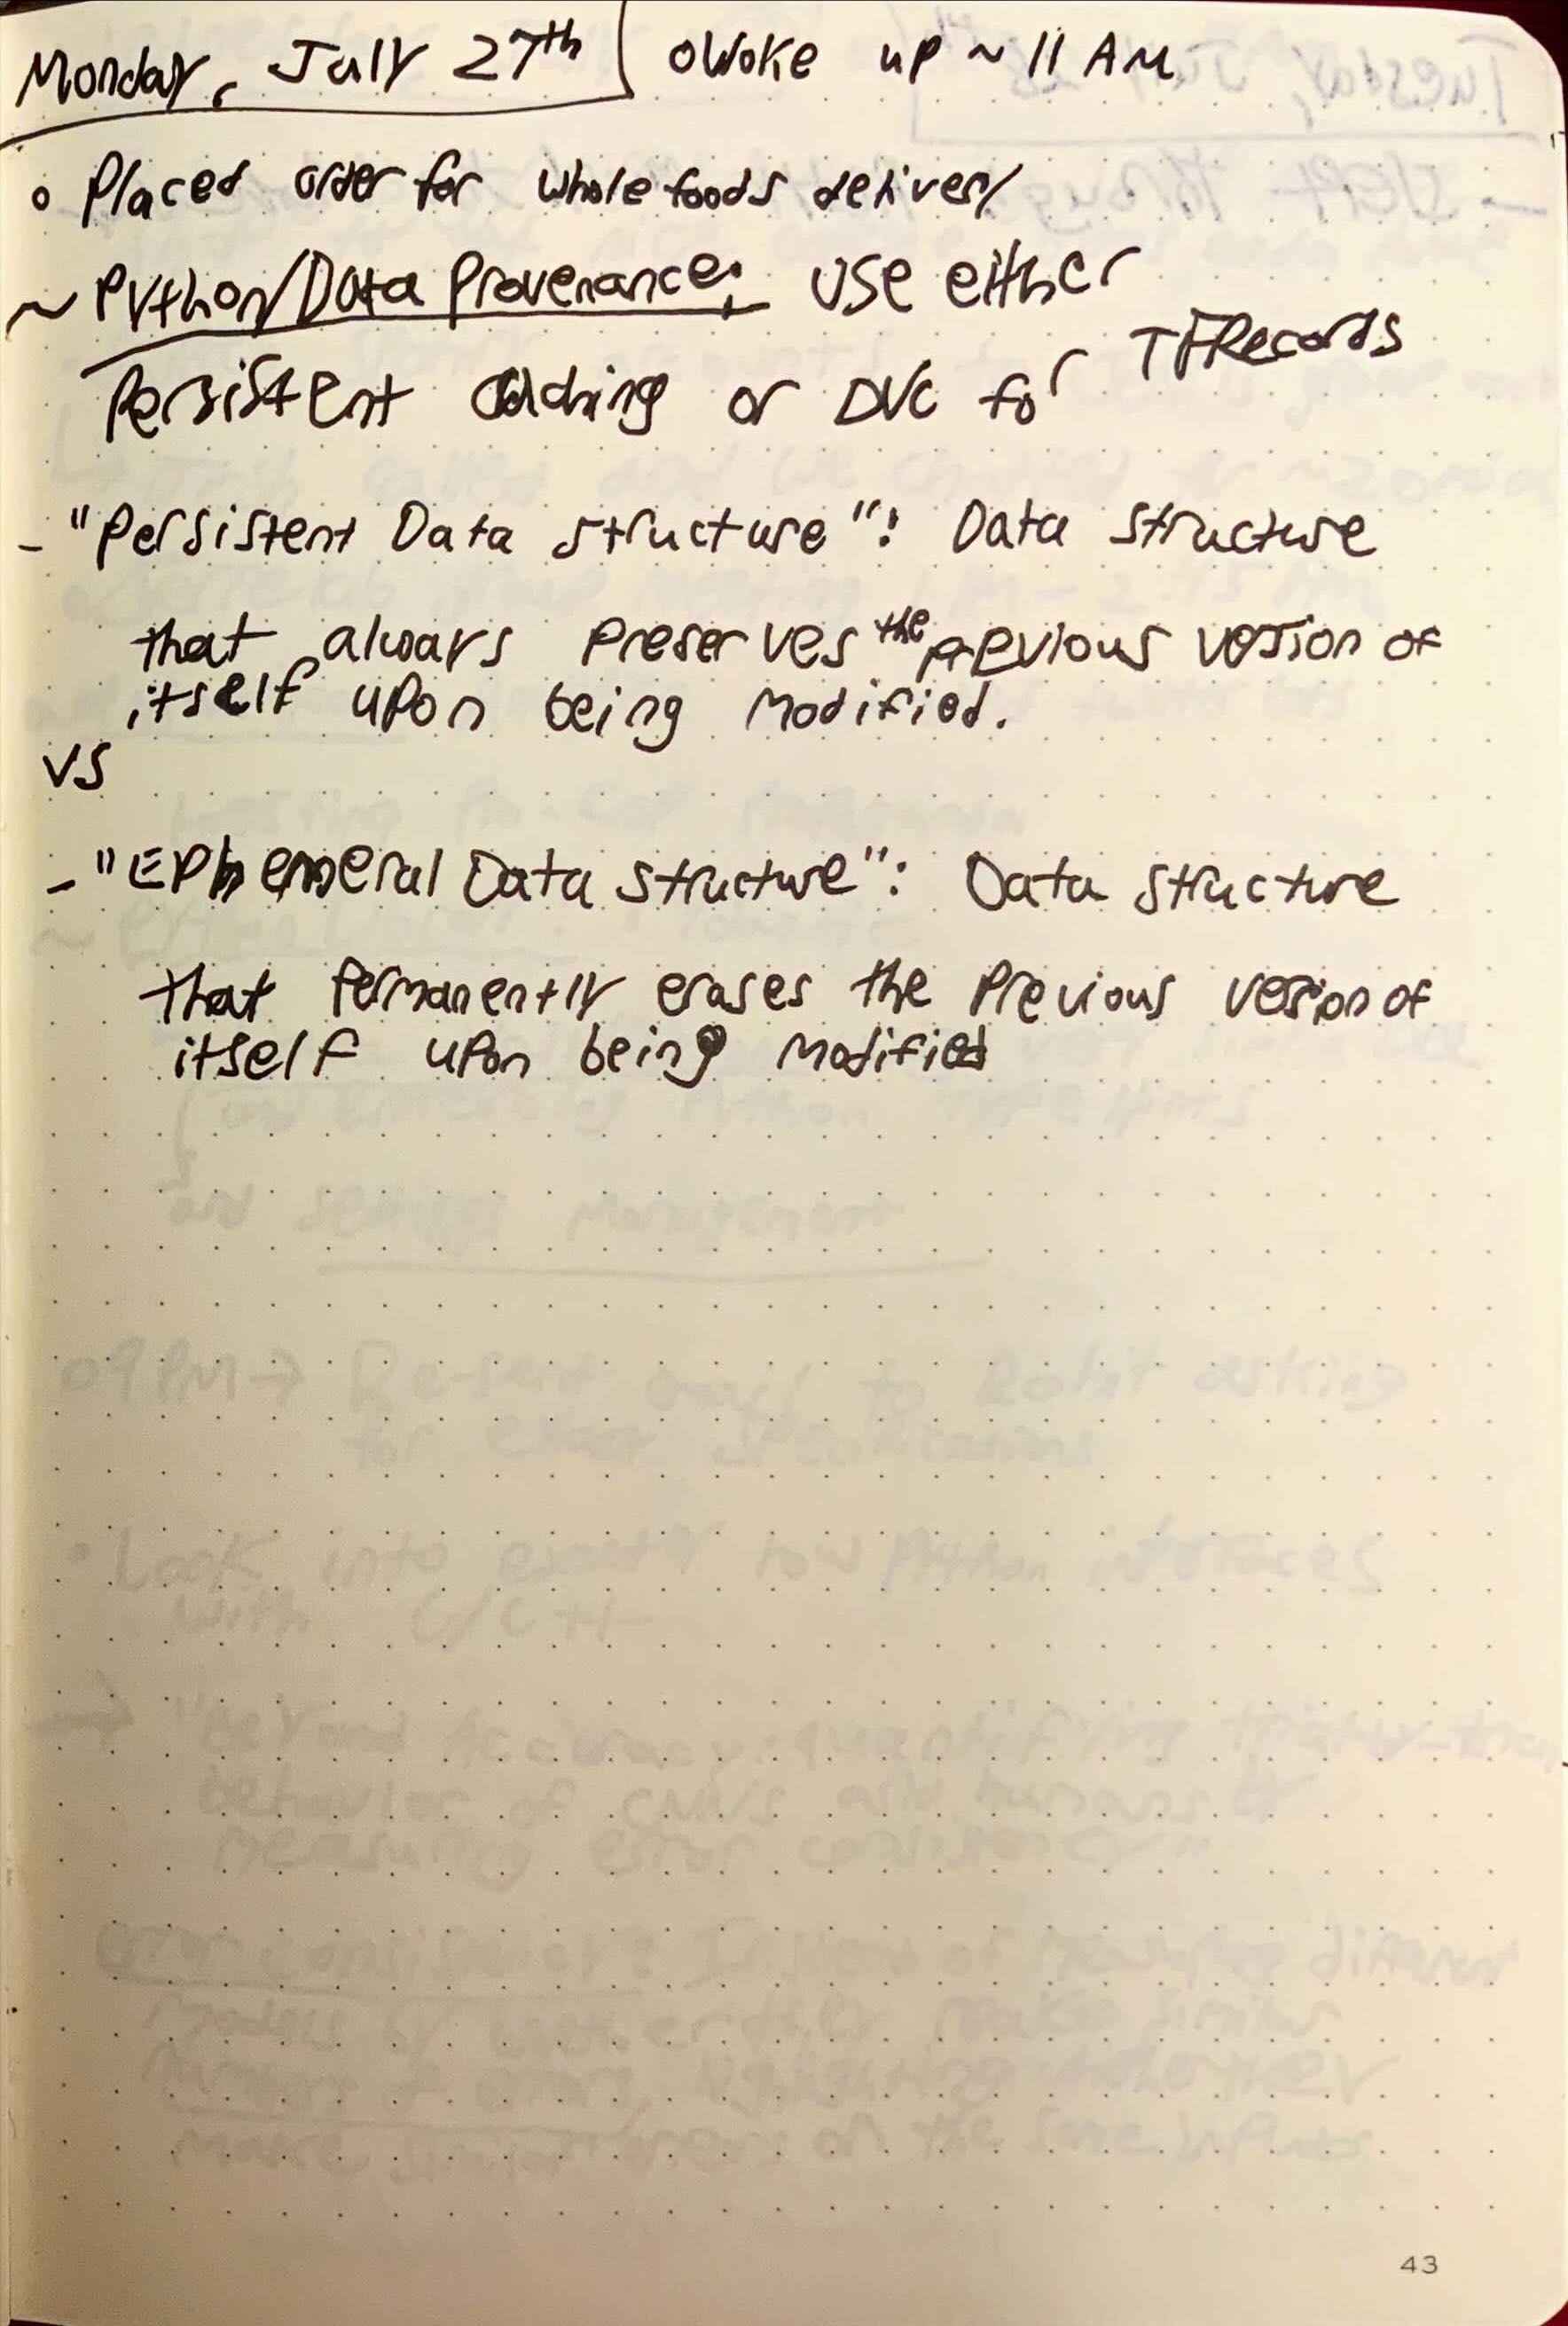 Monday, July 27th | o Woke up ~ 11 AM
o Placed order for whole foods delivery
~ Python/Data Provenance: use either
Persistent caching or DVC for TFRecords
- "Persistent Data Structure": Data structure
that always preserves the previous version of
itself upon being modified.
vs
- "Ephemeral Data Structure": Data structure
that permanently erases the previous version of
itself upon being modified
43